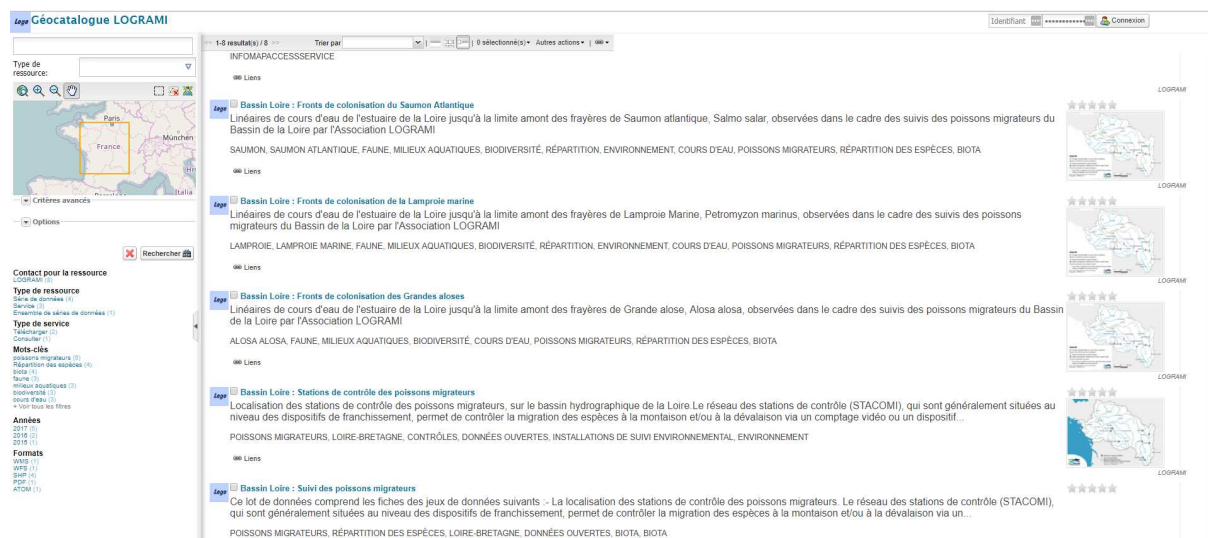 Logo Géocatalogue LOGRAMI
Identifiant
Connexion
1-8 resultat(s) / 8 >>
Trier par
| 0 sélectionné(s) Autres actions |
Type de
ressource:
Paris
France
München
Barcelona
Italia
Critères avancés
Options
Rechercher
Contact pour la ressource
LOGRAMI (8)
Type de ressource
Série de données (4)
Service (3)
Ensemble de séries de données (1)
Type de service
Télécharger (2)
Consulter (1)
Mots-clés
poissons migrateurs (5)
Répartition des espèces (4)
biota (4)
faune (3)
milieux aquatiques (3)
biodiversité (3)
cours d'eau (3)
+ Voir tous les filtres
Années
2017 (5)
2016 (2)
2015 (1)
Formats
WMS (1)
WFS (1)
SHP (4)
PDF (1)
ATOM (1)
INFOMAPACCESSSERVICE
Liens
LOGRAMI
Logo Bassin Loire : Fronts de colonisation du Saumon Atlantique
Linéaires de cours d'eau de l'estuaire de la Loire jusqu'à la limite amont des frayères de Saumon atlantique, Salmo salar, observées dans le cadre des suivis des poissons migrateurs du
Bassin de la Loire par l'Association LOGRAMI
SAUMON, SAUMON ATLANTIQUE, FAUNE, MILIEUX AQUATIQUES, BIODIVERSITÉ, RÉPARTITION, ENVIRONNEMENT, COURS D'EAU, POISSONS MIGRATEURS, RÉPARTITION DES ESPÈCES, BIOTA
Liens
LOGRAMI
Logo Bassin Loire : Fronts de colonisation de la Lamproie marine
Linéaires de cours d'eau de l'estuaire de la Loire jusqu'à la limite amont des frayères de Lamproie Marine, Petromyzon marinus, observées dans le cadre des suivis des poissons
migrateurs du Bassin de la Loire par l'Association LOGRAMI
LAMPROIE, LAMPROIE MARINE, FAUNE, MILIEUX AQUATIQUES, BIODIVERSITÉ, RÉPARTITION, ENVIRONNEMENT, COURS D'EAU, POISSONS MIGRATEURS, RÉPARTITION DES ESPÈCES, BIOTA
Liens
LOGRAMI
Logo Bassin Loire : Fronts de colonisation des Grandes aloses
Linéaires de cours d'eau de l'estuaire de la Loire jusqu'à la limite amont des frayères de Grande alose, Alosa alosa, observées dans le cadre des suivis des poissons migrateurs du Bassin
de la Loire par l'Association LOGRAMI
ALOSA ALOSA, FAUNE, MILIEUX AQUATIQUES, BIODIVERSITÉ, COURS D'EAU, POISSONS MIGRATEURS, RÉPARTITION DES ESPÈCES, BIOTA
Liens
LOGRAMI
Logo Bassin Loire : Stations de contrôle des poissons migrateurs
Localisation des stations de contrôle des poissons migrateurs, sur le bassin hydrographique de la Loire.Le réseau des stations de contrôle (STACOMI), qui sont généralement situées au
niveau des dispositifs de franchissement, permet de contrôler la migration des espèces à la montaison et/ou à la dévalaison via un comptage vidéo ou un dispositif...
POISSONS MIGRATEURS, LOIRE-BRETAGNE, CONTRÔLES, DONNÉES OUVERTES, INSTALLATIONS DE SUIVI ENVIRONNEMENTAL, ENVIRONNEMENT
Liens
LOGRAMI
Logo Bassin Loire : Suivi des poissons migrateurs
Ce lot de données comprend les fiches des jeux de données suivants :- La localisation des stations de contrôle des poissons migrateurs. Le réseau des stations de contrôle (STACOMI),
qui sont généralement situées au niveau des dispositifs de franchissement, permet de contrôler la migration des espèces à la montaison et/ou à la dévalaison via un...
POISSONS MIGRATEURS, RÉPARTITION DES ESPÈCES, LOIRE-BRETAGNE, DONNÉES OUVERTES, BIOTA, BIOTA